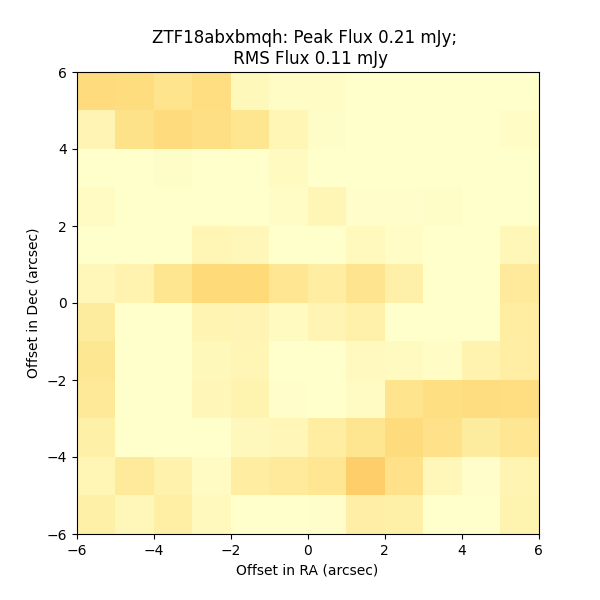 ZTF18abxbmqh: Peak Flux 0.21 mJy;
RMS Flux 0.11 mJy
6
4
2
0
−2
−4
−6
Offset in Dec (arcsec)
−6 −4 −2 0 2 4 6
Offset in RA (arcsec)